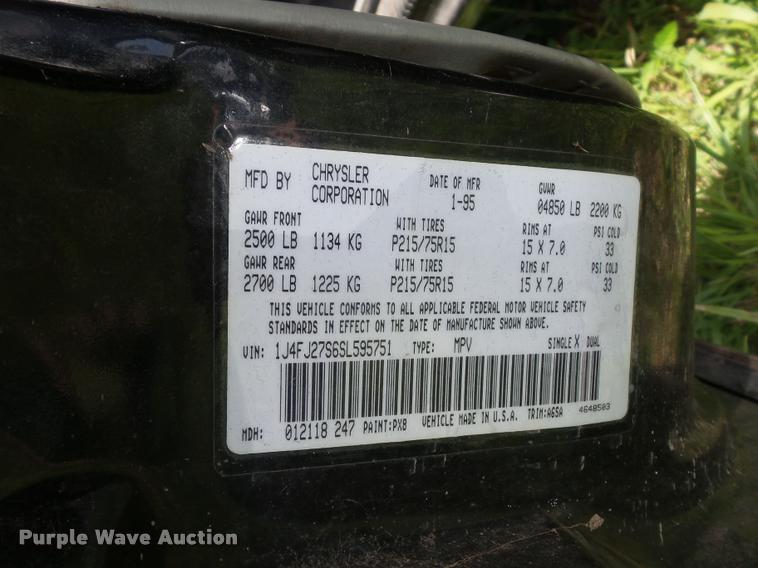 MFD BY CHRYSLER CORPORATION DATE OF MFR 1-95 GVWR 04850 LB 2200 KG
GAWR FRONT WITH TIRES RIMS AT PSI COLD
2500 LB 1134 KG P215/75R15 15 X 7.0 33
GAWR REAR WITH TIRES RIMS AT PSI COLD
2700 LB 1225 KG P215/75R15 15 X 7.0 33
THIS VEHICLE CONFORMS TO ALL APPLICABLE FEDERAL MOTOR VEHICLE SAFETY
STANDARDS IN EFFECT ON THE DATE OF MANUFACTURE SHOWN ABOVE.
VIN: 1J4FJ27S6SL595751 TYPE: MPV SINGLE X DUAL
MDH: 012118 247 PAINT:PX8 VEHICLE MADE IN U.S.A. TRIM:A6SA 4648503
Purple Wave Auction